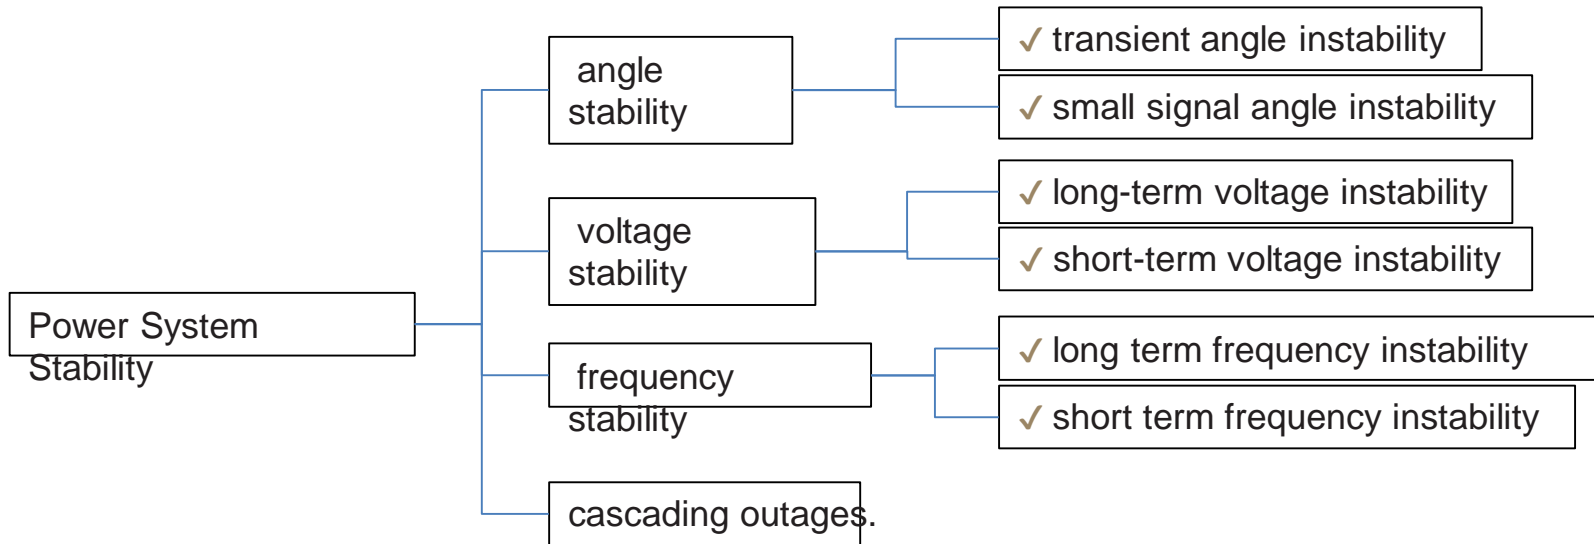 Power System
Stability
angle
stability
✓ transient angle instability
✓ small signal angle instability
voltage
stability
✓ long-term voltage instability
✓ short-term voltage instability
frequency
stability
✓ long term frequency instability
✓ short term frequency instability
cascading outages.